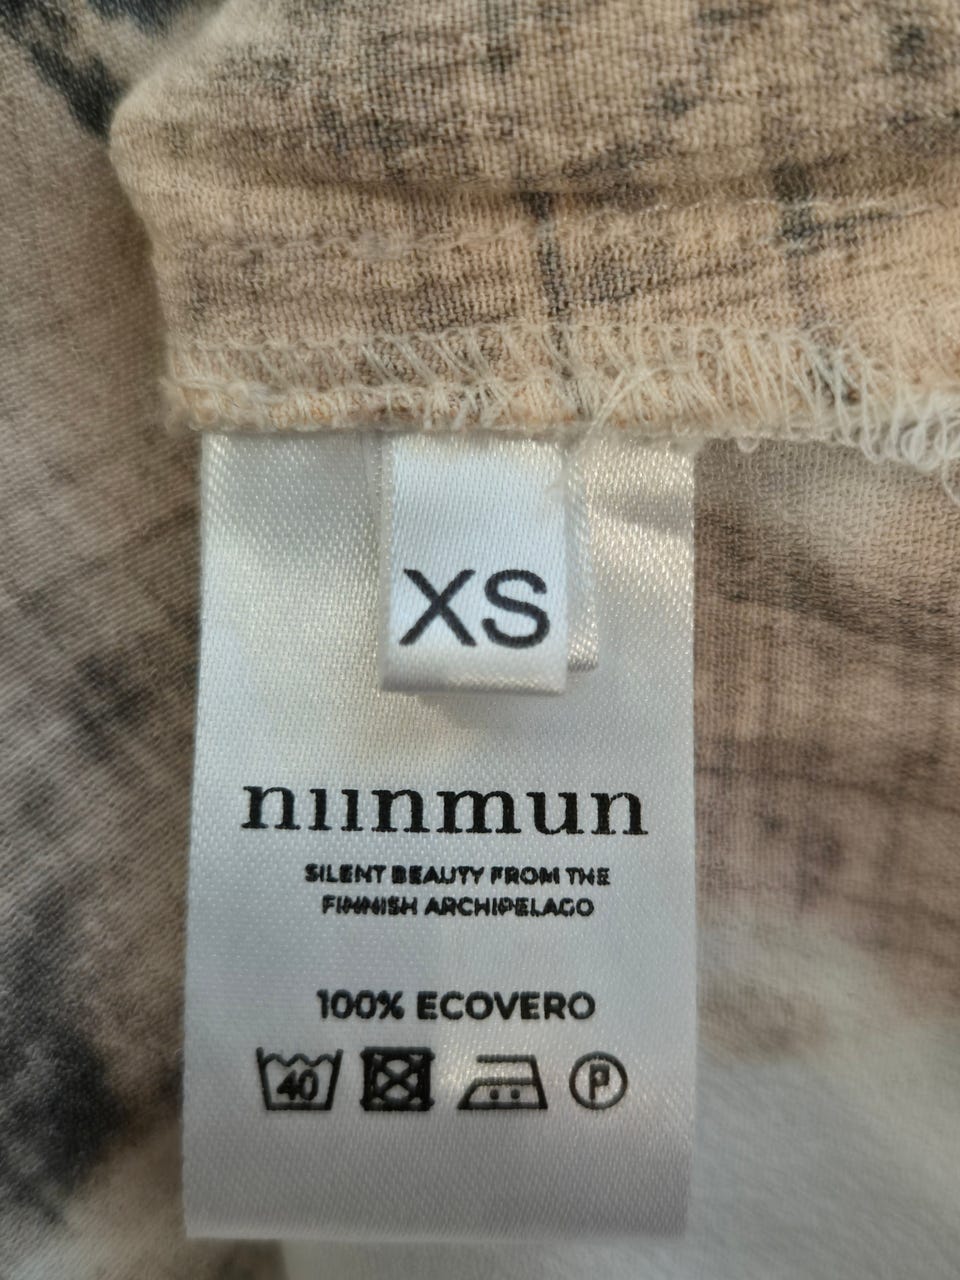 XS
niinmun
SILENT BEAUTY FROM THE
FINNISH ARCHIPELAGO
100% ECOVERO
40
P